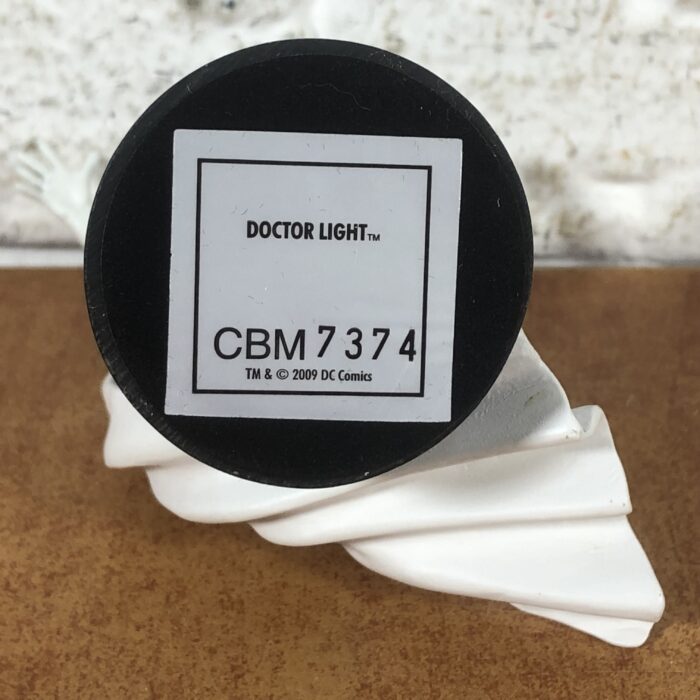 DOCTOR LIGHT™
CBM 7374
TM & © 2009 DC Comics